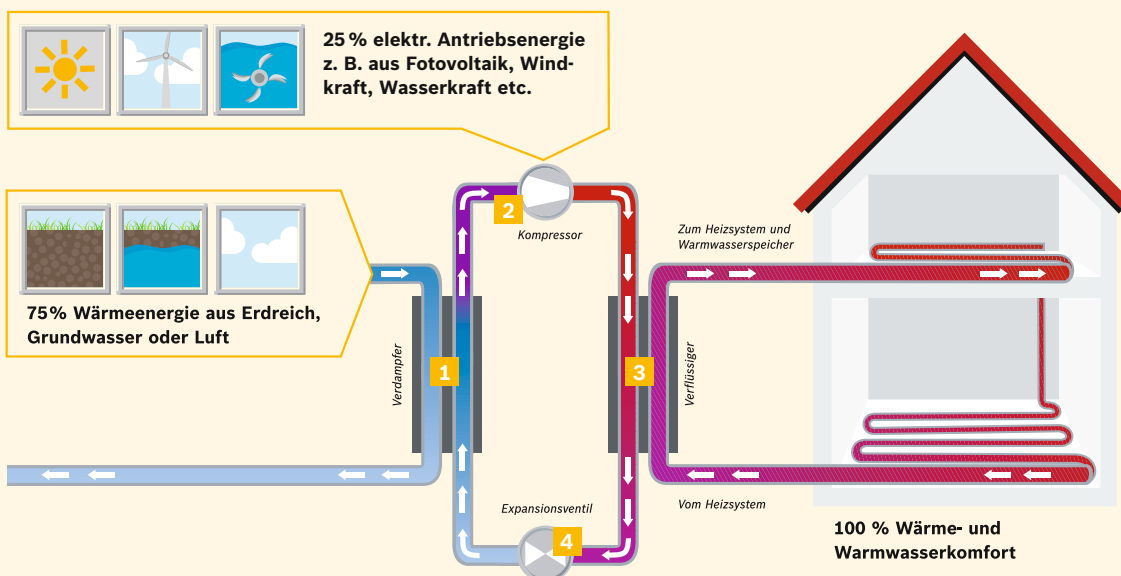 25 % elektr. Antriebsenergie
z. B. aus Fotovoltaik, Wind-
kraft, Wasserkraft etc.
2
Kompressor
75% Wärmeenergie aus Erdreich,
Grundwasser oder Luft
Zum Heizsystem und
Warmwasserspeicher
Verdampfer
1
3
Verflüssiger
Expansionsventil
4
Vom Heizsystem
100 % Wärme- und
Warmwasserkomfort